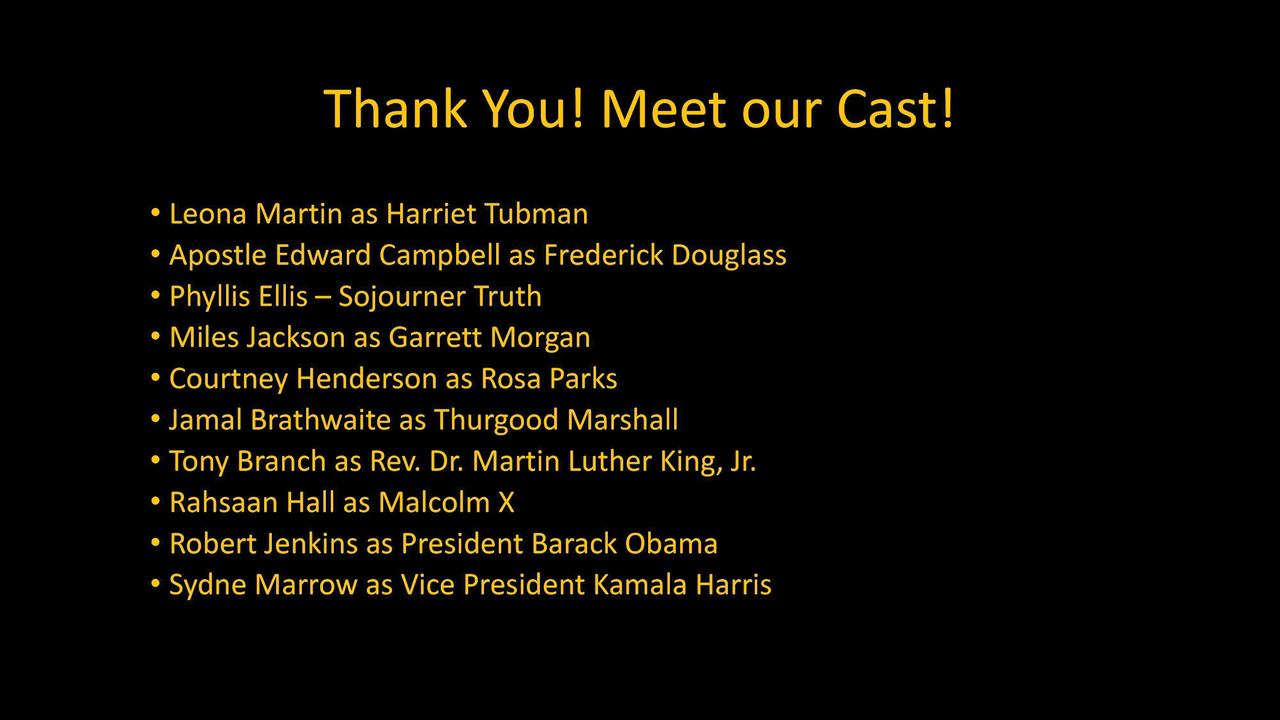 Thank You! Meet our Cast!
• Leona Martin as Harriet Tubman
• Apostle Edward Campbell as Frederick Douglass
• Phyllis Ellis – Sojourner Truth
• Miles Jackson as Garrett Morgan
• Courtney Henderson as Rosa Parks
• Jamal Brathwaite as Thurgood Marshall
• Tony Branch as Rev. Dr. Martin Luther King, Jr.
• Rahsaan Hall as Malcolm X
• Robert Jenkins as President Barack Obama
• Sydne Marrow as Vice President Kamala Harris